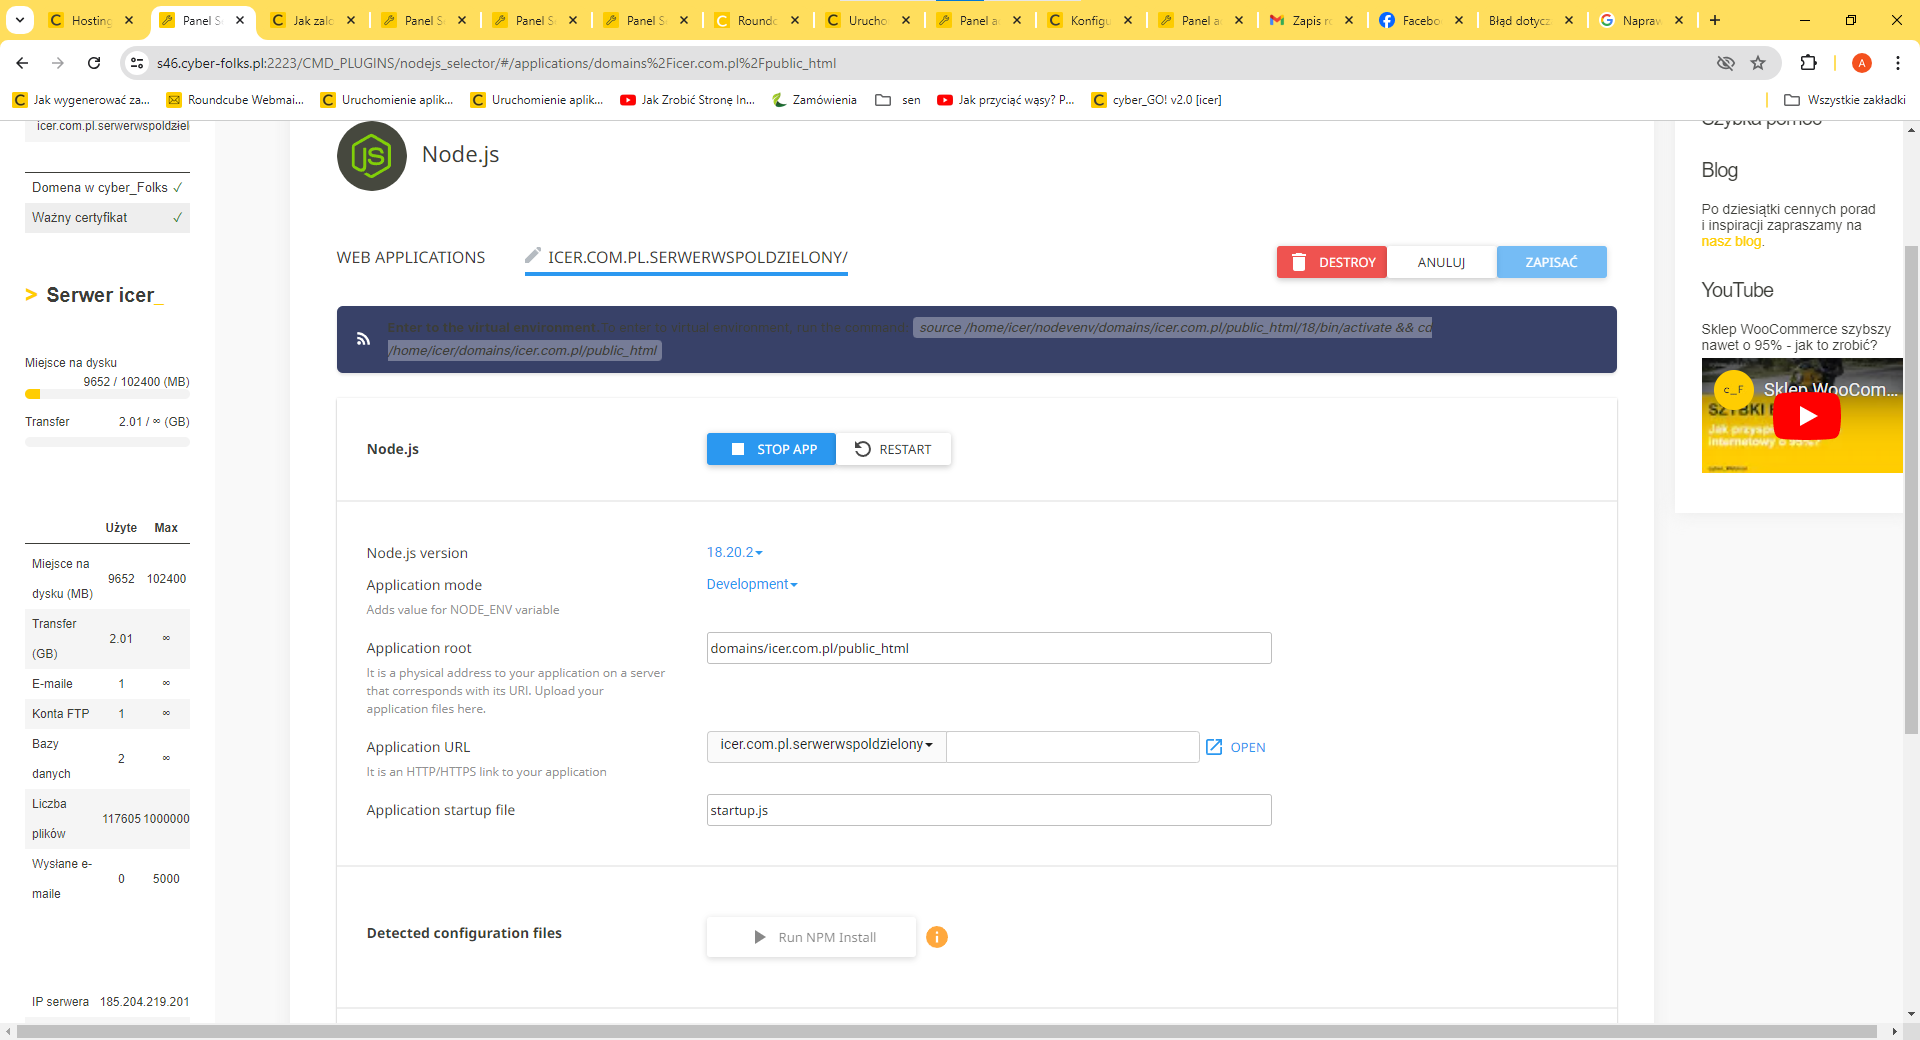 Hosting
Panel S
Jak zało
Panel S
Panel S
Panel S
Roundc
Urucho
Panel a
Konfigu
Panel a
Zapis r
Facebo
Błąd dotycz
Napraw
s46.cyber-folks.pl:2223/CMD_PLUGINS/nodejs_selector/#/applications/domains%2Ficer.com.pl%2Fpublic_html
A
Jak wygenerować za...
Roundcube Webmai...
Uruchomienie aplik...
Uruchomienie aplik...
Jak Zrobić Stronę In...
Zamówienia
sen
Jak przyciąć wąsy? P...
cyber_GO! v2.0 [icer]
Wszystkie zakładki
icer.com.pl.serwerwspoldziel
Domena w cyber_Folks ✓
Ważny certyfikat ✓
> Serwer icer_
Miejsce na dysku
9652 / 102400 (MB)
Transfer 2.01 / ∞ (GB)
Użyte Max
Miejsce na dysku (MB) 9652 102400
Transfer (GB) 2.01 ∞
E-maile 1 ∞
Konta FTP 1 ∞
Bazy danych 2 ∞
Liczba plików 117605 1000000
Wysłane e-maile 0 5000
IP serwera 185.204.219.201
JS
Node.js
WEB APPLICATIONS
ICER.COM.PL.SERWERWSPOLDZIELONY/
DESTROY
ANULUJ
ZAPISAĆ
Enter to the virtual environment. To enter to virtual environment, run the command: source /home/icer/nodevenv/domains/icer.com.pl/public_html/18/bin/activate && cd
/home/icer/domains/icer.com.pl/public_html
Node.js
STOP APP
RESTART
Node.js version
18.20.2
Application mode
Development
Adds value for NODE_ENV variable
Application root
domains/icer.com.pl/public_html
It is a physical address to your application on a server
that corresponds with its URI. Upload your
application files here.
Application URL
icer.com.pl.serwerwspoldzielony
OPEN
It is an HTTP/HTTPS link to your application
Application startup file
startup.js
Detected configuration files
Run NPM Install
Szybka pomoc
Blog
Po dziesiątki cennych porad
i inspiracji zapraszamy na
nasz blog.
YouTube
Sklep WooCommerce szybszy
nawet o 95% - jak to zrobić?
c_F
Sklep WooCom...